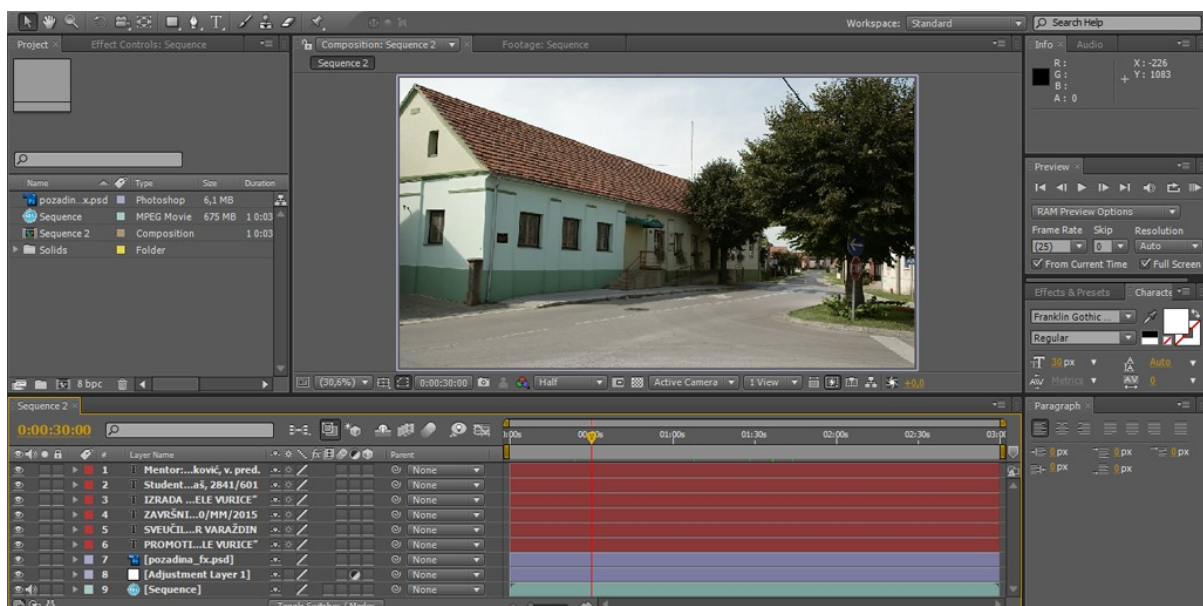 Workspace: Standard
Search Help
Project
Effect Controls: Sequence
Composition: Sequence 2
Footage: Sequence
Sequence 2
Info
Audio
R :
G :
B :
A : 0
X : -226
Y : 1083
Name Type Size Duration
pozadin...x.psd Photoshop 6,1 MB
Sequence MPEG Movie 675 MB 1 0:03
Sequence 2 Composition 1 0:03
Solids Folder
8 bpc
(30,6%) 0:00:30:00 Half Active Camera 1 View +0,0
Preview
RAM Preview Options
Frame Rate Skip Resolution
(25) 0 Auto
From Current Time Full Screen
Effects & Presets
Characte
Franklin Gothic ...
Regular
30 px Auto
Metrics 0
Sequence 2
0:00:30:00
01:00s 01:30s 02:00s 02:30s
# Layer Name Parent
1 Mentor:...ković, v. pred. None
2 Student...aš, 2841/601 None
3 IZRADA ...ELE VURICE" None
4 ZAVRŠNI...0/MM/2015 None
5 SVEUČIL...R VARAŽDIN None
6 PROMOTI...LE VURICE" None
7 [pozadina_fx.psd] None
8 [Adjustment Layer 1] None
9 [Sequence] None
Toggle Switches / Modes
Paragraph
0 px 0 px 0 px
0 px 0 px